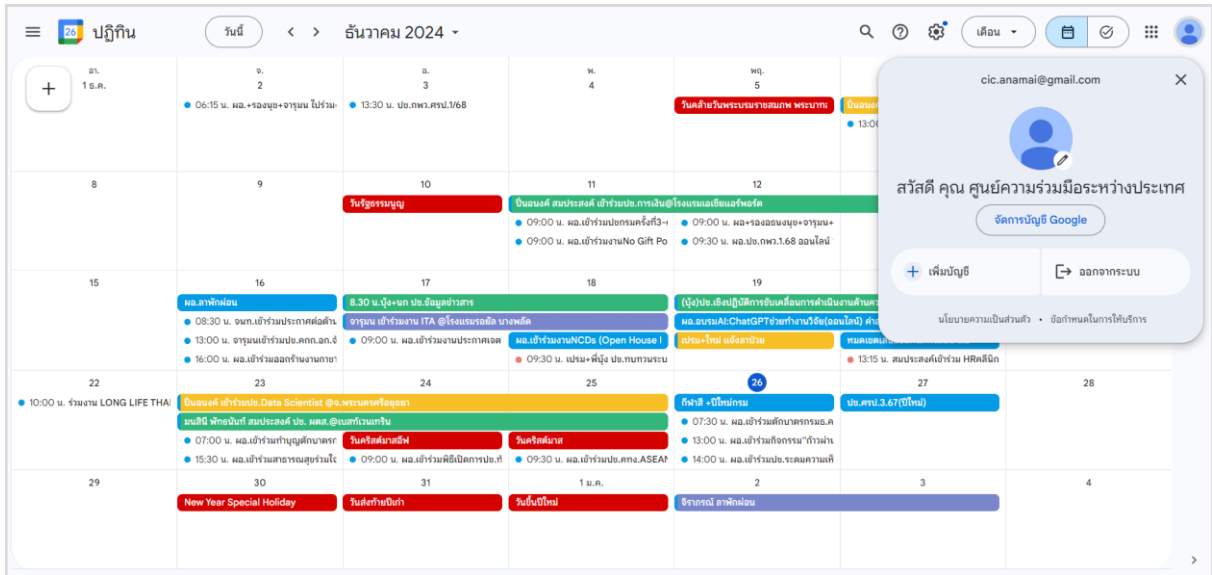 26 ปฏิทิน วันนี้ ธันวาคม 2024 เดือน
cic.anamai@gmail.com
สวัสดี คุณ ศูนย์ความร่วมมือระหว่างประเทศ
จัดการบัญชี Google
เพิ่มบัญชี ออกจากระบบ
นโยบายความเป็นส่วนตัว • ข้อกำหนดในการให้บริการ
อา. จ. อ. พ. พฤ.
1 ธ.ค. 2 3 4 5
06:15 น. ผอ.+รองนุช+จารุมน ไปร่วม 13:30 น. ปช.กพว.ศรป.1/68 วันคล้ายวันพระบรมราชสมภพ พระบาท ปิ่นอนงค์
13:00
8 9 10 11 12
วันรัฐธรรมนูญ ปิ่นอนงค์ สมประสงค์ เข้าร่วมปช.การเงิน@โรงแรมเอเชียแอร์พอร์ต
09:00 น. ผอ.เข้าร่วมปชกรมครั้งที่3- 09:00 น. ผอ+รองอธนงนุช+จารุมน+
09:00 น. ผอ.เข้าร่วมงานNo Gift Po 09:30 น. ผอ.ปช.กพว.1.68 ออนไลน์
15 16 17 18 19
ผอ.ลาพักผ่อน 8.30 น.บุ้ง+นก ปช.ข้อมูลข่าวสาร (บุ้ง)ปช.เชิงปฏิบัติการขับเคลื่อนการดำเนินงานด้านคว
08:30 น. จนท.เข้าร่วมประกาศต่อต้าน จารุมน เข้าร่วมงาน ITA @โรงแรมรอยัล บางพลัด ผอ.อบรมAI:ChatGPTช่วยทำงานวิจัย(ออนไลน์)
13:00 น. จารุมนเข้าร่วมปช.คกก.อก.จ 09:00 น. ผอ.เข้าร่วมงานประกาศเจต ผอ.เข้าร่วมงานNCDs (Open House เปรม+ใหม่ แจ้งลาป่วย
16:00 น. ผอ.เข้าร่วมออกร้านงานกาชา 09:30 น. เปรม+พี่บุ้ง ปช.ทบทวนระบ 13:15 น. สมประสงค์เข้าร่วม HRคลีนิก
22 23 24 25 26 27 28
10:00 น. ร่วมงาน LONG LIFE THAI ปิ่นอนงค์ เข้าร่วมปช.Data Scientist @จ.พระนครศรีอยุธยา กีฬาสี +ปีใหม่กรม ปช.ศรป.3.67(ปีใหม่)
มนสินี พัทธนันท์ สมประสงค์ ปช. ผตส.@เบสท์เวนเทริน 07:30 น. ผอ.เข้าร่วมตักบาตรกรมธ.ค
07:00 น. ผอ.เข้าร่วมทำบุญตักบาตรก วันคริสต์มาสอีฟ วันคริสต์มาส 13:00 น. ผอ.เข้าร่วมกิจกรรม"ก้าวผ่าน
15:30 น. ผอ.เข้าร่วมสาธารณสุขร่วมใจ 09:00 น. ผอ.เข้าร่วมพิธีเปิดการปช.ที่ 09:30 น. ผอ.เข้าร่วมปช.คทง.ASEAN 14:00 น. ผอ.เข้าร่วมปช.ระดมความเห็
29 30 31 1 ม.ค. 2 3 4
New Year Special Holiday วันส่งท้ายปีเก่า วันขึ้นปีใหม่ จิราภรณ์ ลาพักผ่อน